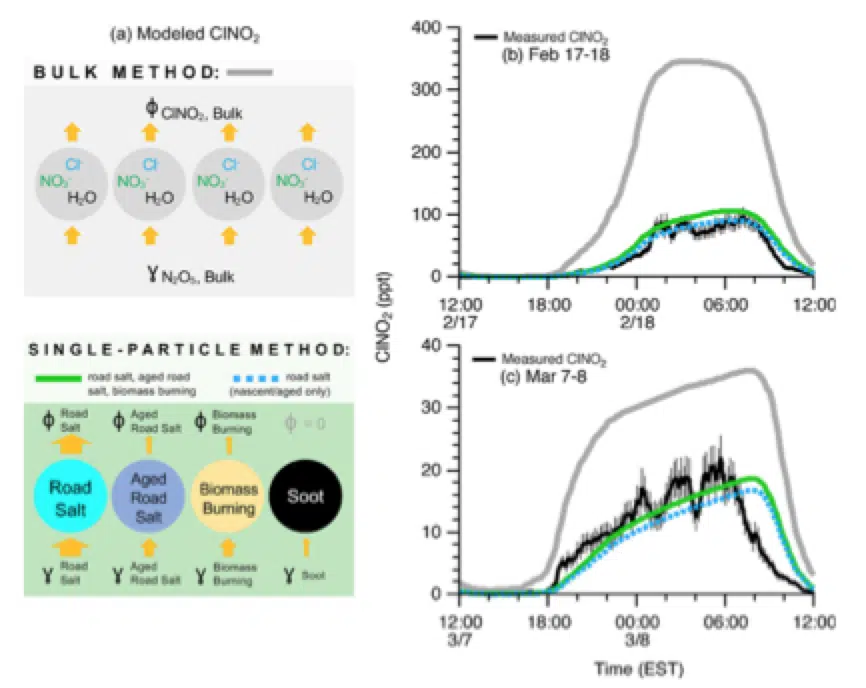 (a) Modeled ClNO₂
BULK METHOD:
ϕ ClNO₂, Bulk
Cl⁻ Cl⁻ Cl⁻ Cl⁻
NO₃⁻ NO₃⁻ NO₃⁻ NO₃⁻
H₂O H₂O H₂O H₂O
γ N₂O₅, Bulk
SINGLE-PARTICLE METHOD:
road salt, aged road
salt, biomass burning
road salt
(nascent/aged only)
ϕ Road
Salt
ϕ Aged
Road Salt
ϕ Biomass
Burning
ϕ = 0
Road
Salt
Aged
Road
Salt
Biomass
Burning
Soot
γ Road
Salt
γ Aged
Road Salt
γ Biomass
Burning
γ Soot
ClNO₂ (ppt)
Measured ClNO₂
(b) Feb 17-18
400
300
200
100
0
12:00 18:00 00:00 06:00 12:00
2/17 2/18
Measured ClNO₂
(c) Mar 7-8
40
30
20
10
0
12:00 18:00 00:00 06:00 12:00
3/7 3/8
Time (EST)